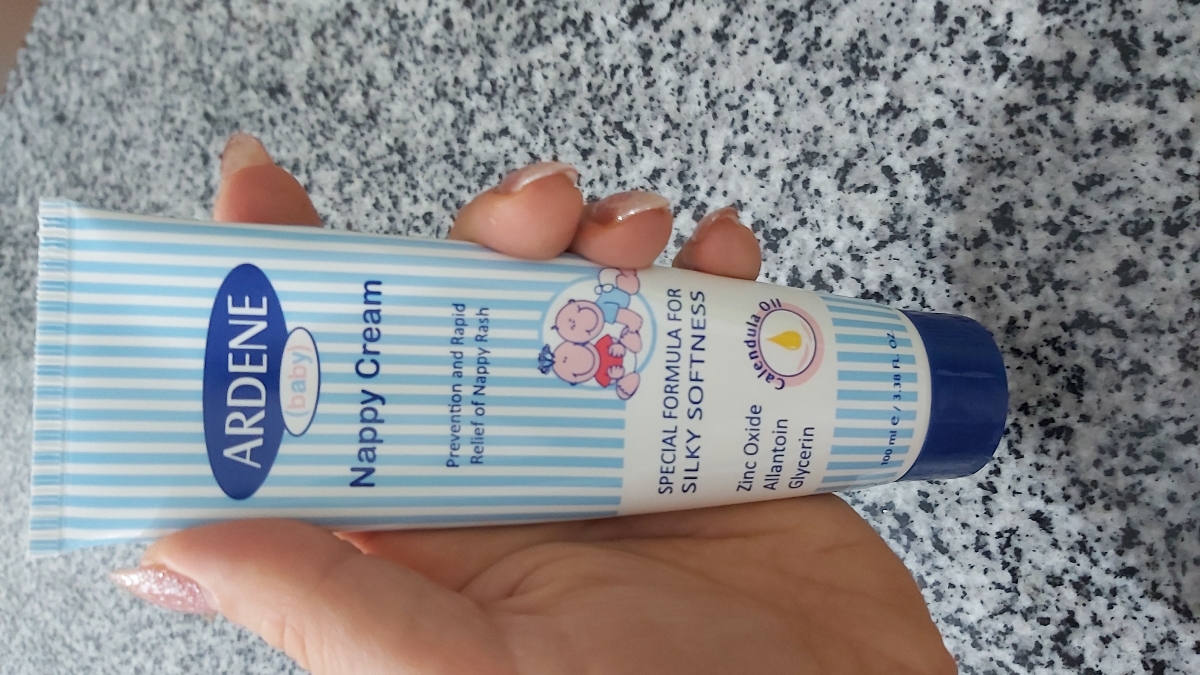 ARDENE
(baby)
Nappy Cream
Prevention and Rapid
Relief of Nappy Rash
SPECIAL FORMULA FOR
SILKY SOFTNESS
Zinc Oxide
Allantoin
Glycerin
Calendula Oil
100 ml e / 3.38 FL OZ